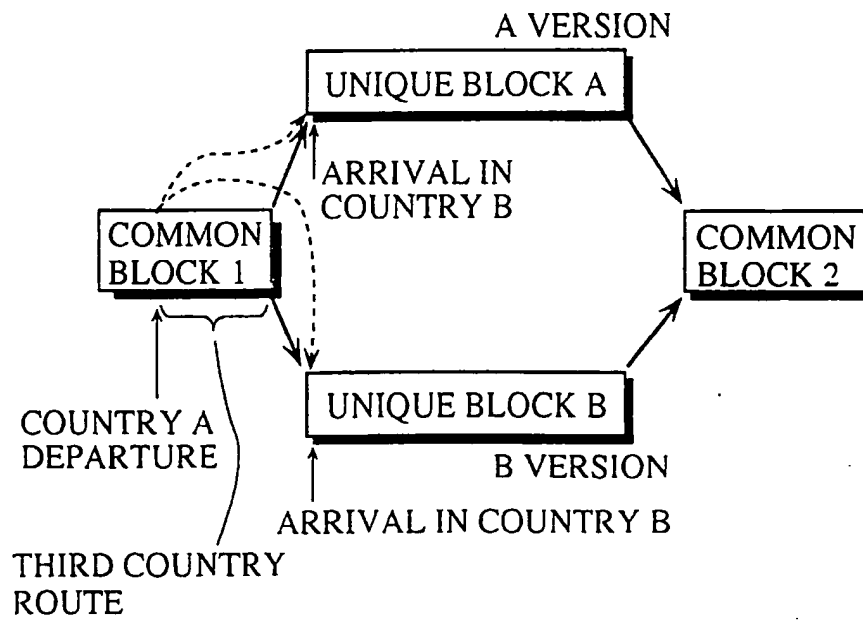 A VERSION
UNIQUE BLOCK A
ARRIVAL IN
COUNTRY B
COMMON
BLOCK 1
COMMON
BLOCK 2
UNIQUE BLOCK B
COUNTRY A
DEPARTURE
B VERSION
ARRIVAL IN COUNTRY B
THIRD COUNTRY
ROUTE